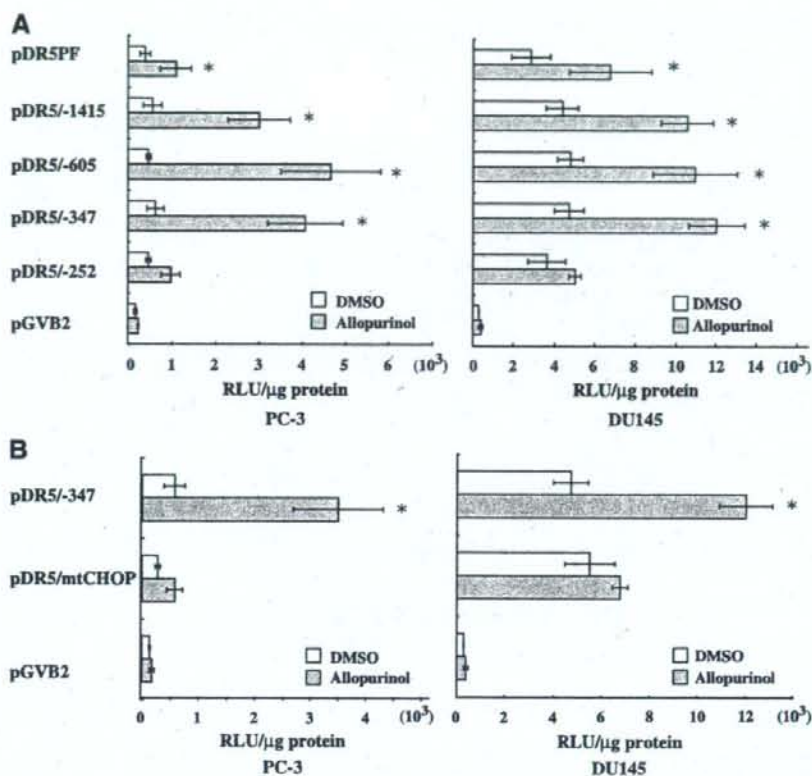 A
pDR5PF
pDR5/-1415
pDR5/-605
pDR5/-347
pDR5/-252
pGVB2
*
*
*
*
DMSO
Allopurinol
0 1 2 3 4 5 6 (10³)
RLU/µg protein
PC-3
*
*
*
*
DMSO
Allopurinol
0 2 4 6 8 10 12 14 (10³)
RLU/µg protein
DU145
B
pDR5/-347
pDR5/mtCHOP
pGVB2
*
DMSO
Allopurinol
0 1 2 3 4 (10³)
RLU/µg protein
PC-3
*
DMSO
Allopurinol
0 2 4 6 8 10 12 (10³)
RLU/µg protein
DU145